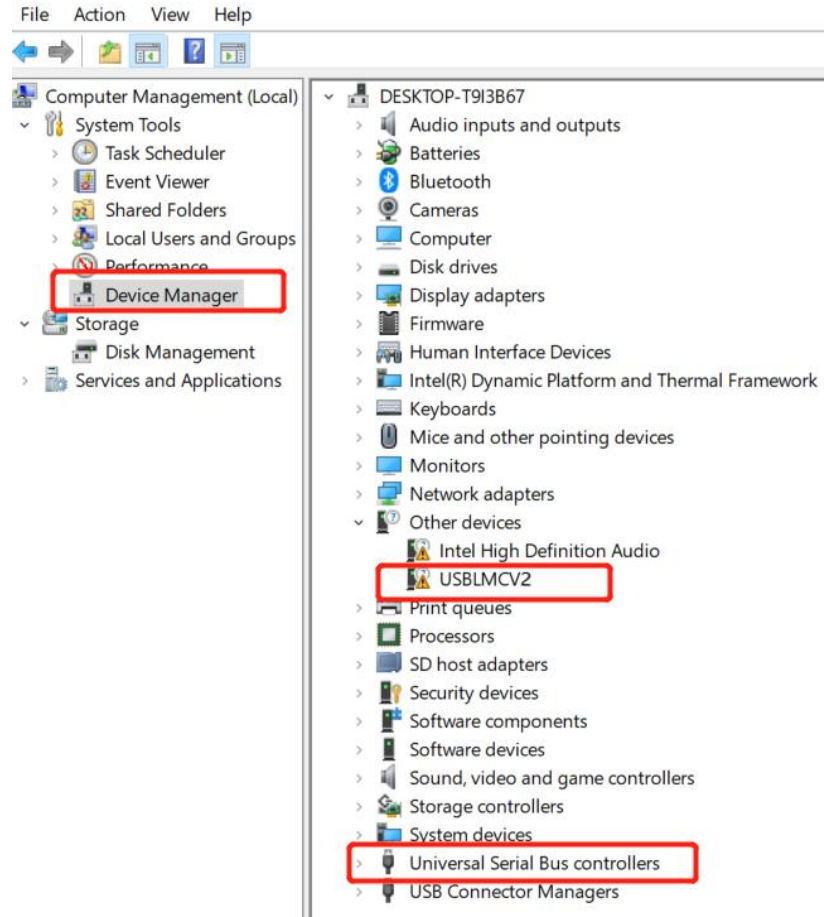 File Action View Help
Computer Management (Local)
System Tools
Task Scheduler
Event Viewer
Shared Folders
Local Users and Groups
Performance
Device Manager
Storage
Disk Management
Services and Applications
DESKTOP-T9I3B67
Audio inputs and outputs
Batteries
Bluetooth
Cameras
Computer
Disk drives
Display adapters
Firmware
Human Interface Devices
Intel(R) Dynamic Platform and Thermal Framework
Keyboards
Mice and other pointing devices
Monitors
Network adapters
Other devices
Intel High Definition Audio
USBLMCV2
Print queues
Processors
SD host adapters
Security devices
Software components
Software devices
Sound, video and game controllers
Storage controllers
System devices
Universal Serial Bus controllers
USB Connector Managers